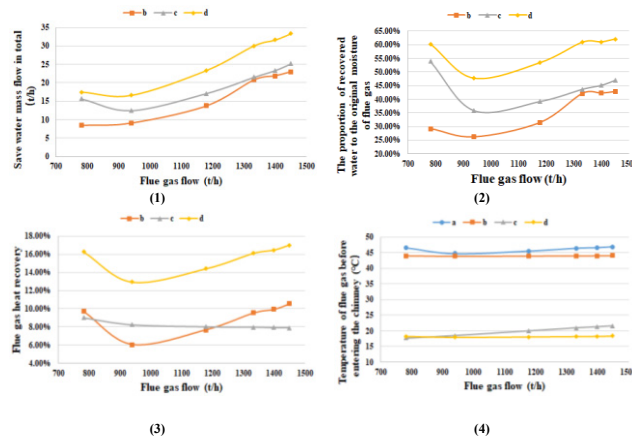 b c d
Save water mass flow in total
(t/h)
35
30
25
20
15
10
5
0
700 800 900 1000 1100 1200 1300 1400 1500
Flue gas flow (t/h)
(1)
b c d
The proportion of recovered
water to the original moisture
of flue gas
65.00%
60.00%
55.00%
50.00%
45.00%
40.00%
35.00%
30.00%
25.00%
20.00%
700 800 900 1000 1100 1200 1300 1400 1500
Flue gas flow (t/h)
(2)
b c d
Flue gas heat recovery
18.00%
16.00%
14.00%
12.00%
10.00%
8.00%
6.00%
4.00%
700 800 900 1000 1100 1200 1300 1400 1500
Flue gas flow (t/h)
(3)
a b c d
Temperature of flue gas before
entering the chimney (°C)
50
45
40
35
30
25
20
15
10
700 800 900 1000 1100 1200 1300 1400 1500
Flue gas flow (t/h)
(4)